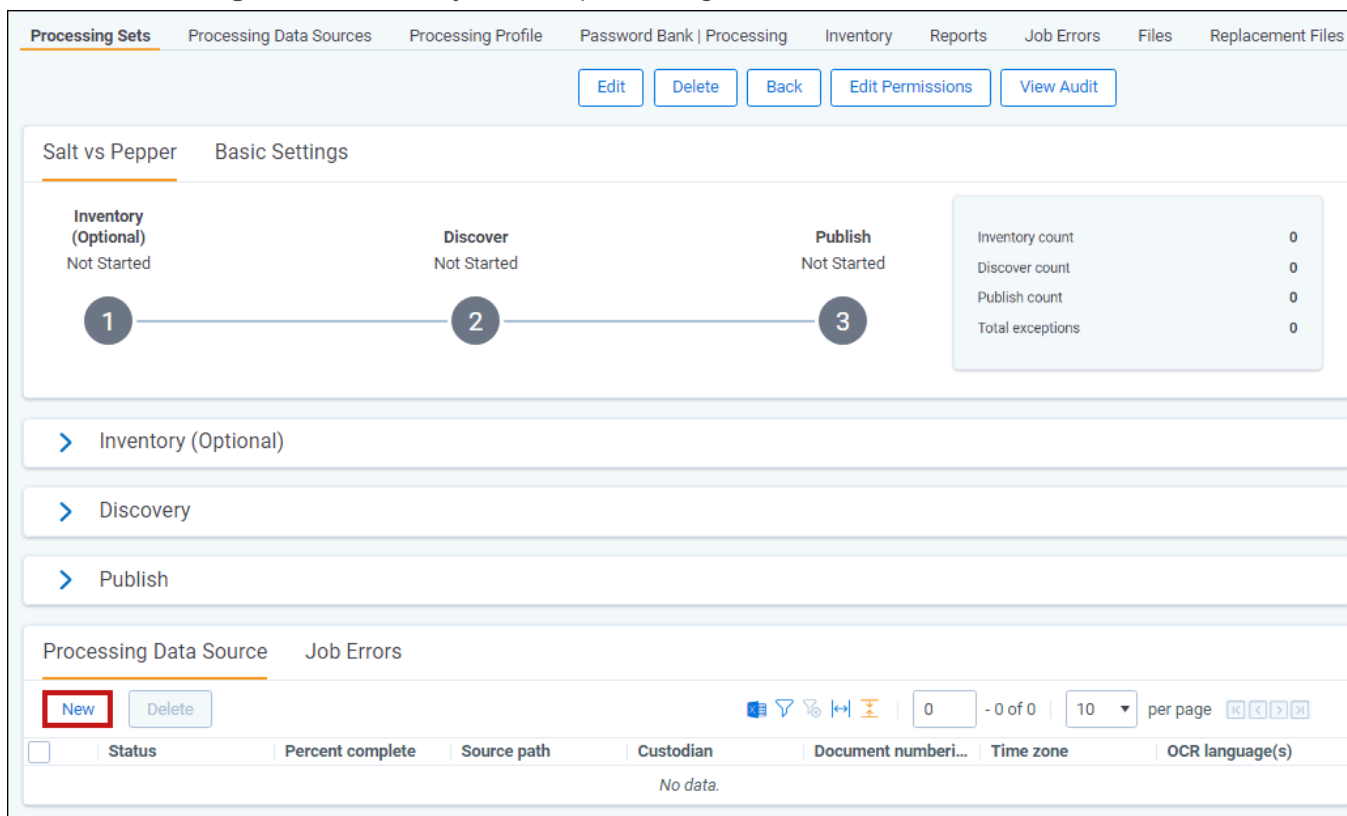 Processing Sets Processing Data Sources Processing Profile Password Bank | Processing Inventory Reports Job Errors Files Replacement Files
Edit Delete Back Edit Permissions View Audit
Salt vs Pepper Basic Settings
Inventory
(Optional) Discover Publish
Not Started Not Started Not Started
1 2 3
Inventory count 0
Discover count 0
Publish count 0
Total exceptions 0
Inventory (Optional)
Discovery
Publish
Processing Data Source Job Errors
New Delete 0 - 0 of 0 10 per page
Status Percent complete Source path Custodian Document numberi... Time zone OCR language(s)
No data.